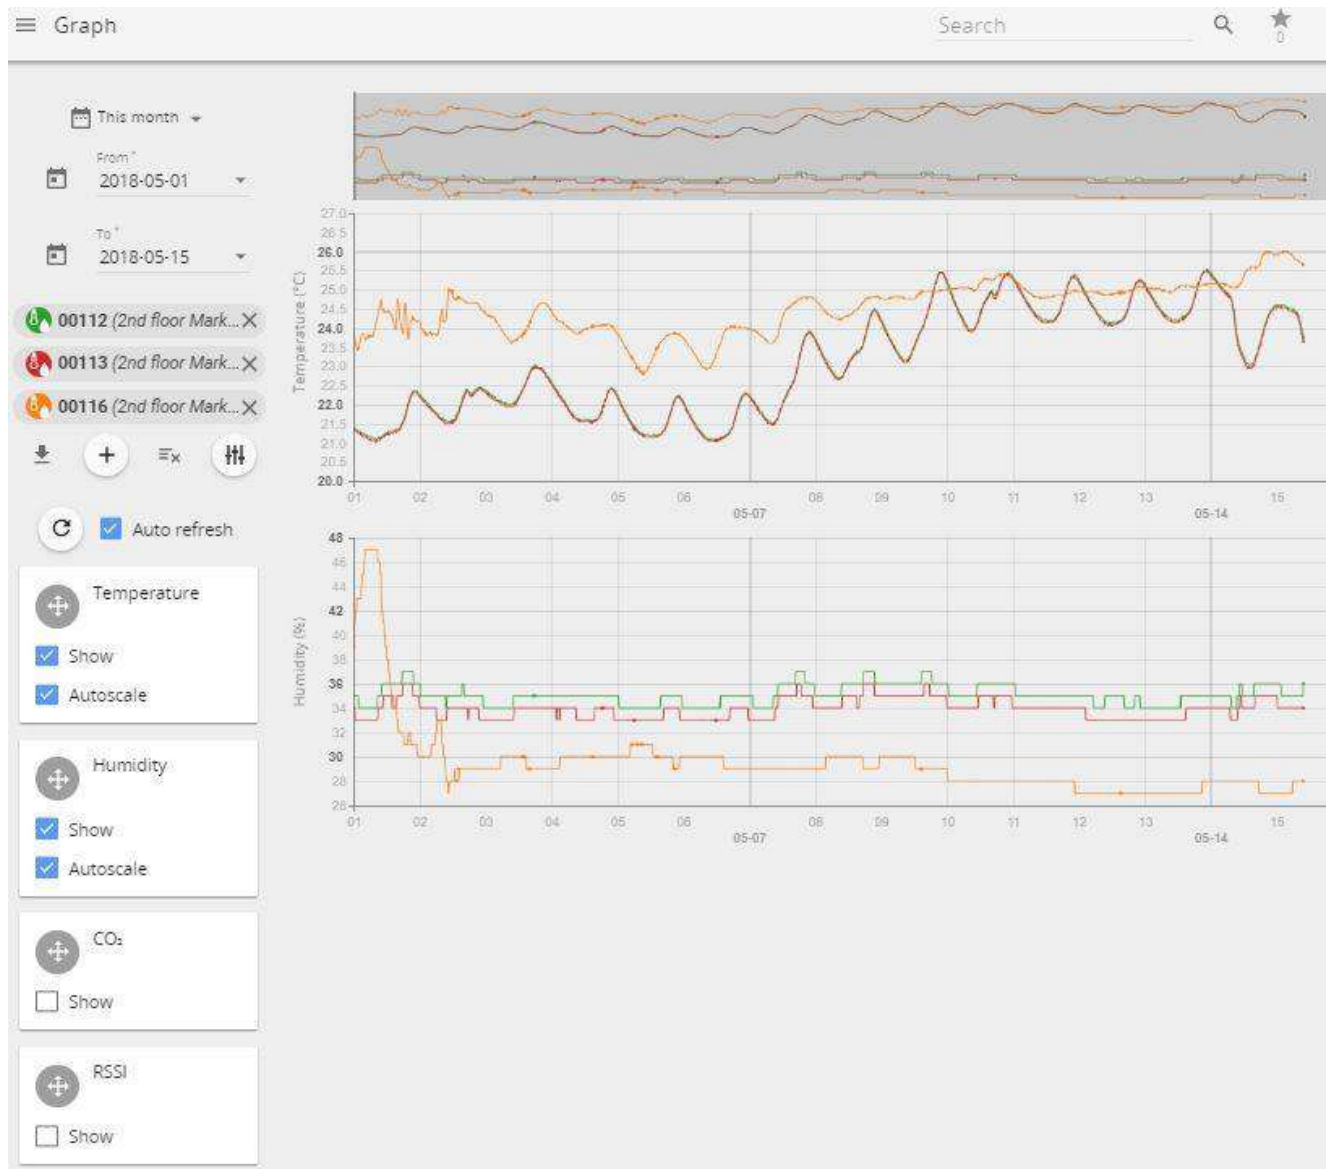 Graph
Search
0
This month
From *
2018-05-01
To *
2018-05-15
00112 (2nd floor Mark...
00113 (2nd floor Mark...
00116 (2nd floor Mark...
Auto refresh
Temperature
Show
Autoscale
Humidity
Show
Autoscale
CO₂
Show
RSSI
Show
Temperature (°C)
27.0
26.5
26.0
25.5
25.0
24.5
24.0
23.5
23.0
22.5
22.0
21.5
21.0
20.5
20.0
01 02 03 04 05 06 08 09 10 11 12 13 15
05-07 05-14
Humidity (%)
48
46
44
42
40
38
36
34
32
30
28
26
01 02 03 04 05 06 08 09 10 11 12 13 15
05-07 05-14